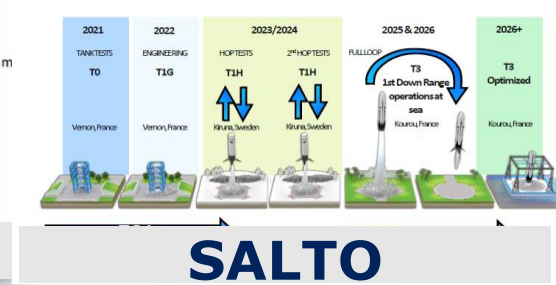 2021
TANK TESTS
T0
Vernon, France
2022
ENGINEERING
T1G
Vernon, France
2023/2024
HOP TESTS
T1H
Kiruna, Sweden
2nd HOP TESTS
T1H
Kiruna, Sweden
2025 & 2026
FULL LOOP
T3
1st Down Range
operations at
sea
Kourou, France
2026+
T3
Optimized
Kourou, France
m
SALTO